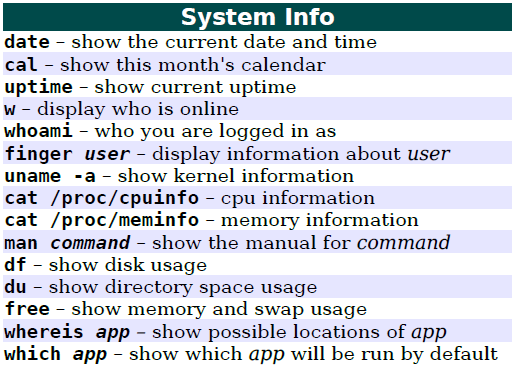 System Info
date – show the current date and time
cal – show this month's calendar
uptime – show current uptime
w – display who is online
whoami – who you are logged in as
finger user – display information about user
uname -a – show kernel information
cat /proc/cpuinfo – cpu information
cat /proc/meminfo – memory information
man command – show the manual for command
df – show disk usage
du – show directory space usage
free – show memory and swap usage
whereis app – show possible locations of app
which app – show which app will be run by default